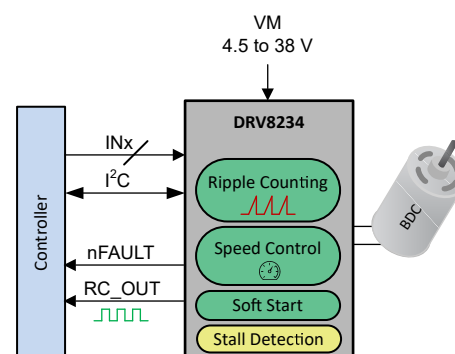 VM
4.5 to 38 V
DRV8234
INx
I²C
Ripple Counting
Controller
BDC
nFAULT
Speed Control
RC_OUT
Soft Start
Stall Detection